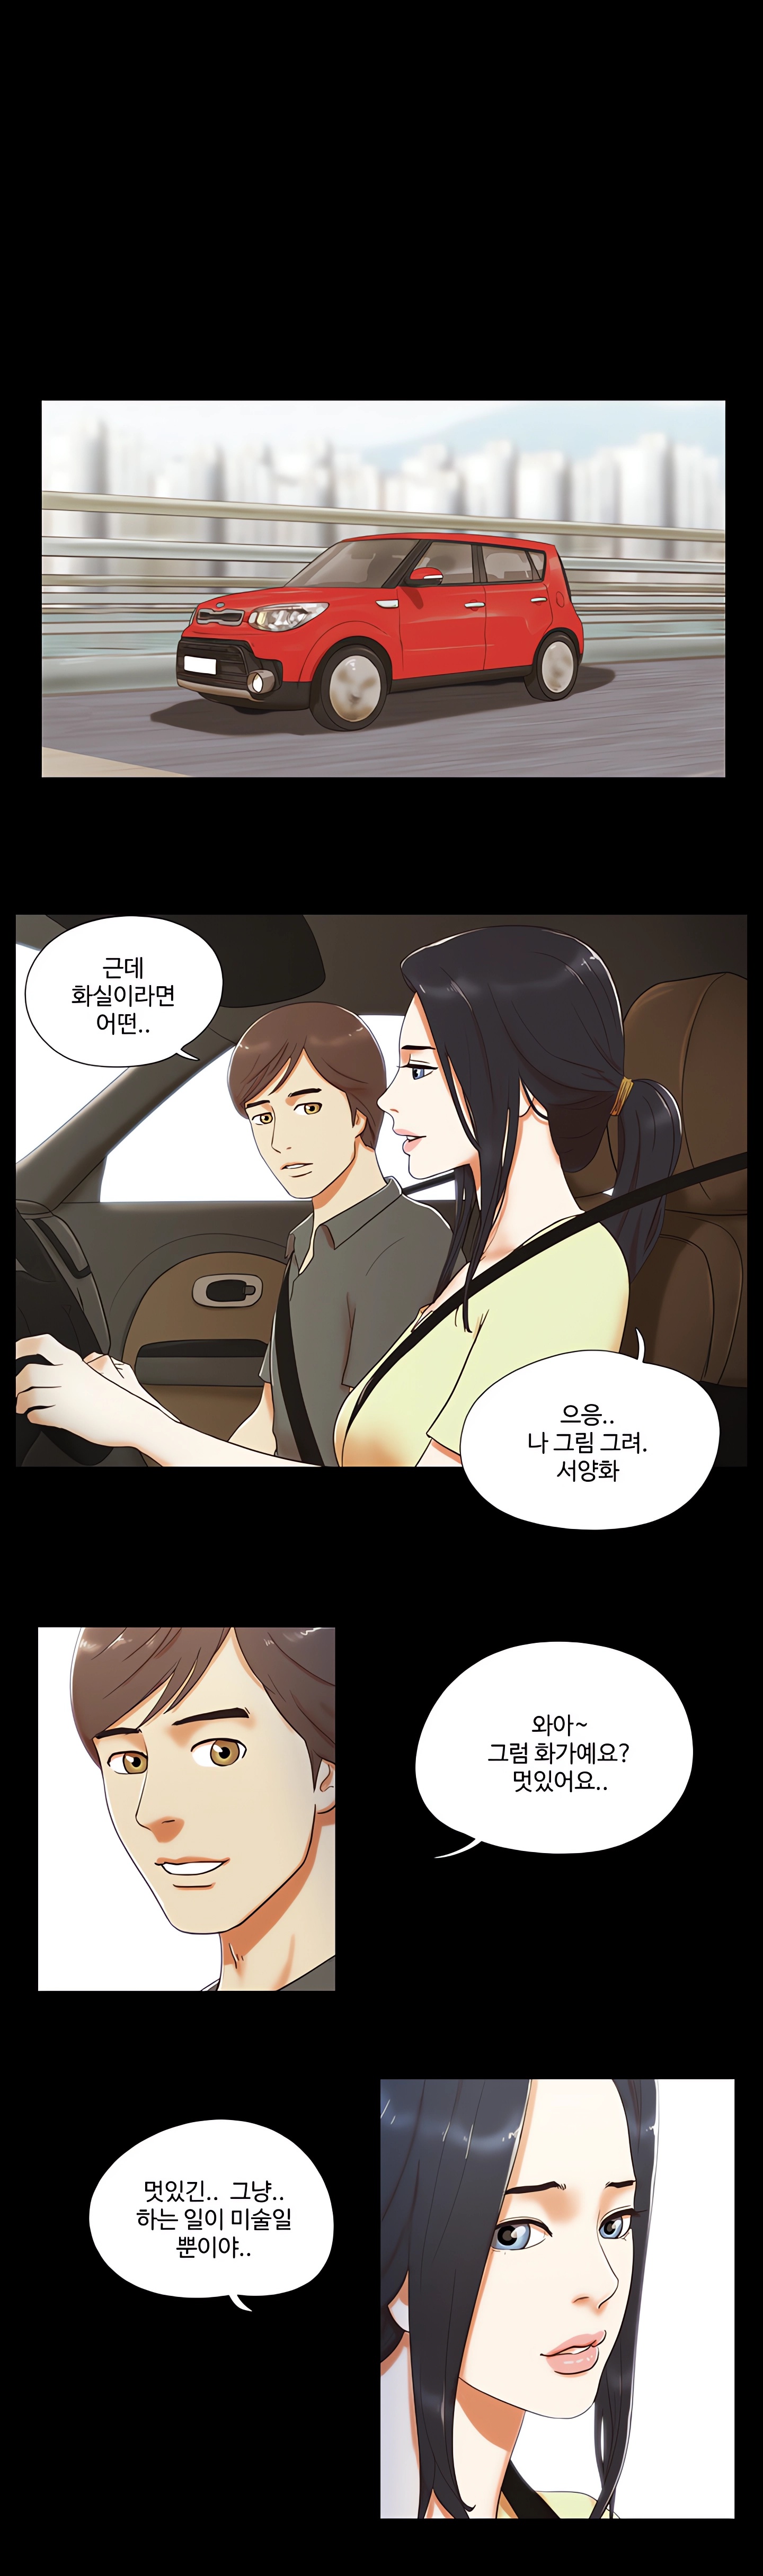 근데
화실이라면
어떤..
으응..
나 그림 그려.
서양화
와아~
그럼 화가예요?
멋있어요..
멋있긴.. 그냥..
하는 일이 미술일
뿐이야..